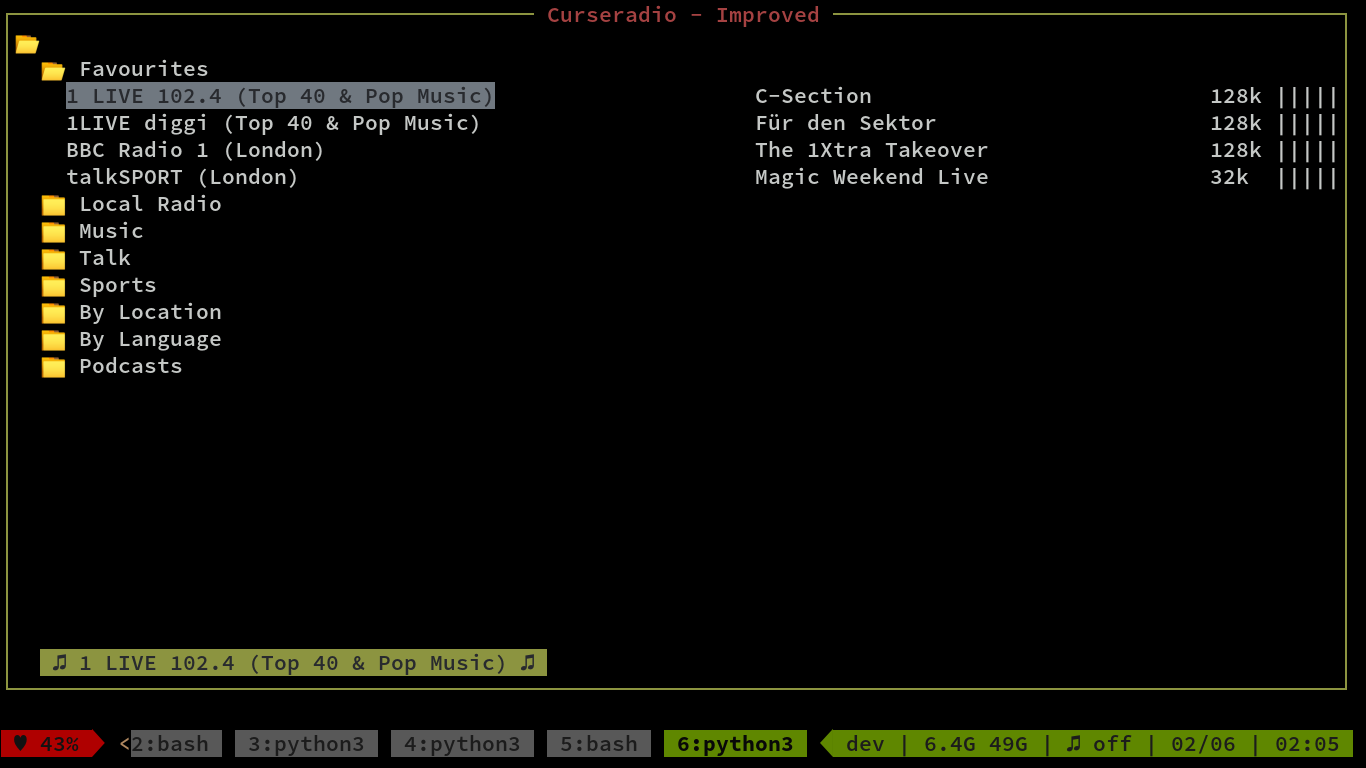 Curseradio - Improved
Favourites
1 LIVE 102.4 (Top 40 & Pop Music) C-Section 128k |||||
1LIVE diggi (Top 40 & Pop Music) Für den Sektor 128k |||||
BBC Radio 1 (London) The 1Xtra Takeover 128k |||||
talkSPORT (London) Magic Weekend Live 32k |||||
Local Radio
Music
Talk
Sports
By Location
By Language
Podcasts
♫ 1 LIVE 102.4 (Top 40 & Pop Music) ♫
♥ 43% <2:bash 3:python3 4:python3 5:bash 6:python3 dev | 6.4G 49G | ♫ off | 02/06 | 02:05